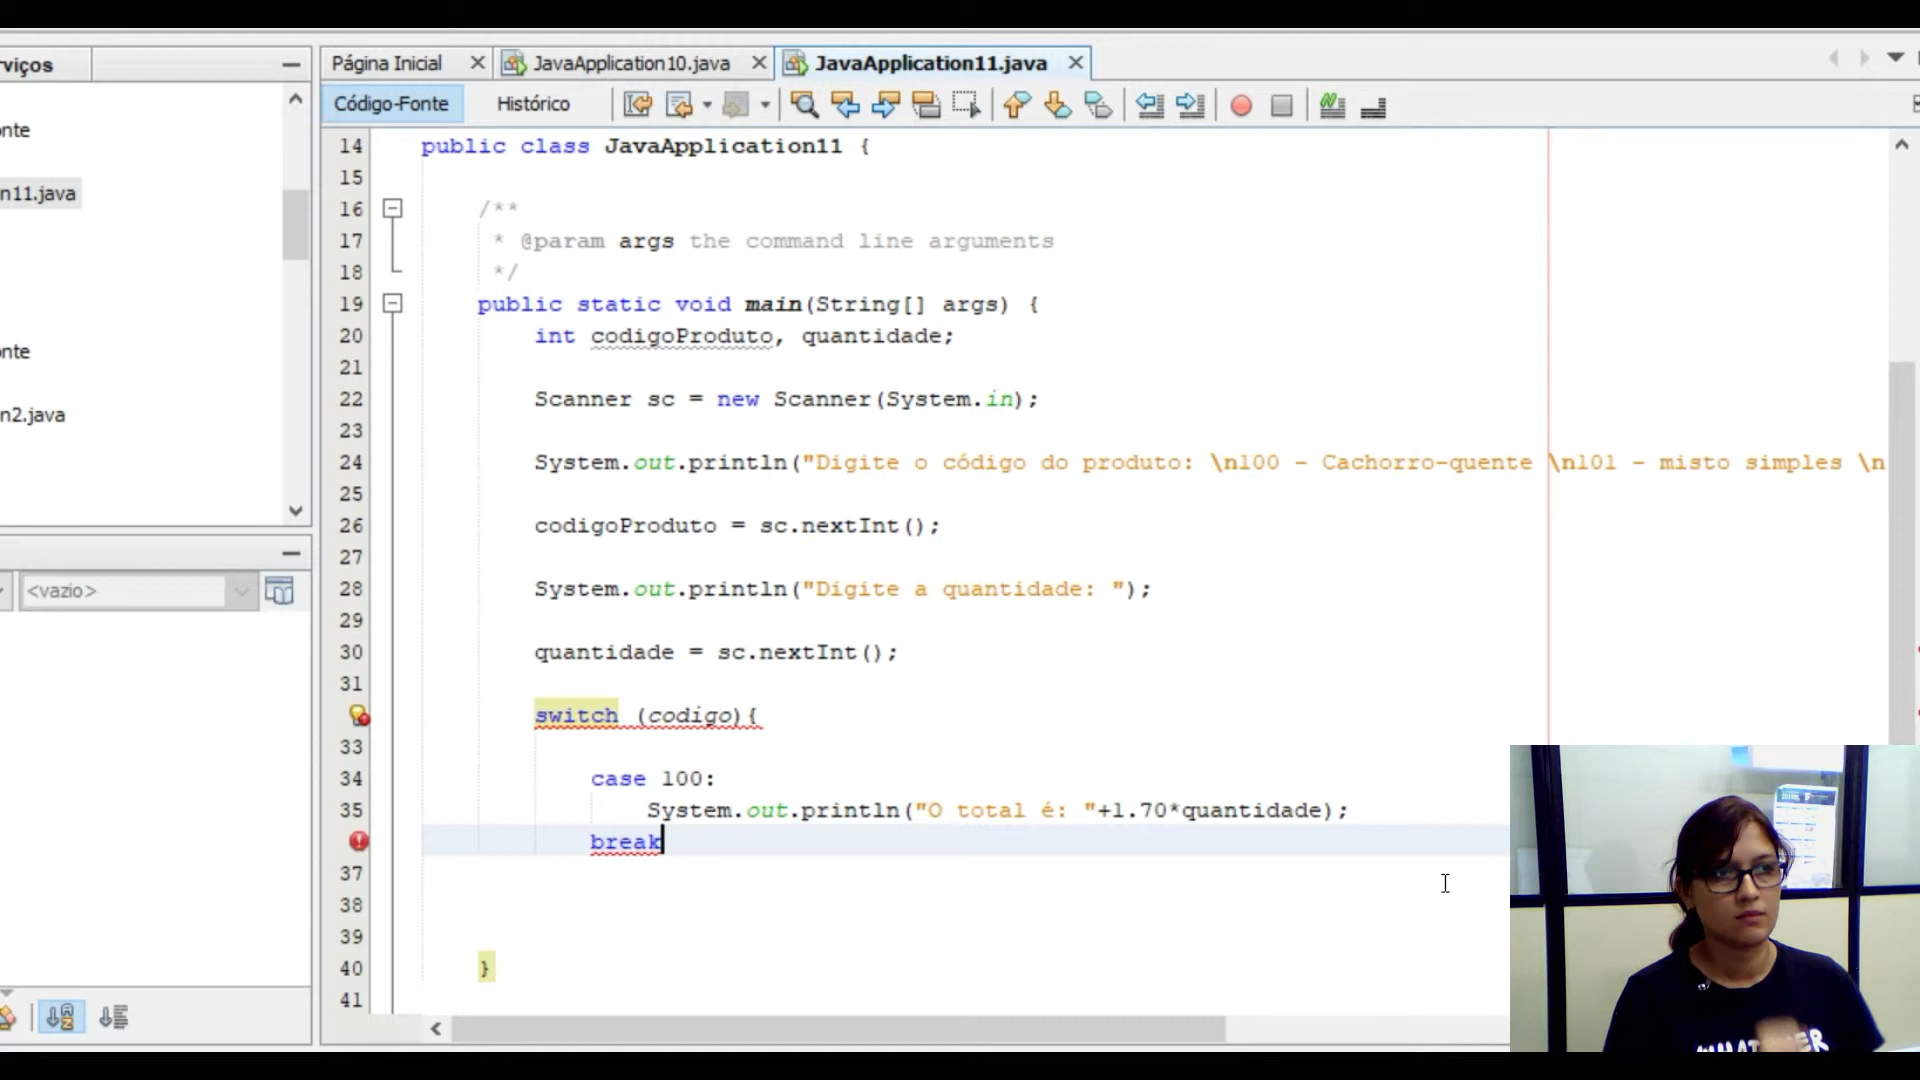 rviços
Página Initial
JavaApplication10.java
JavaApplication11.java
Código-Fonte
Histórico
onte
n11.java
onte
n2.java
<vazio>
14 public class JavaApplication11 {
15
16 /**
17 * @param args the command line arguments
18 */
19 public static void main(String[] args) {
20 int codigoProduto, quantidade;
21
22 Scanner sc = new Scanner(System.in);
23
24 System.out.println("Digite o código do produto: \n100 - Cachorro-quente \n101 - misto simples \n
25
26 codigoProduto = sc.nextInt();
27
28 System.out.println("Digite a quantidade: ");
29
30 quantidade = sc.nextInt();
31
switch (codigo){
33
34 case 100:
35 System.out.println("O total é: "+1.70*quantidade);
break
37
38
39
40 }
41